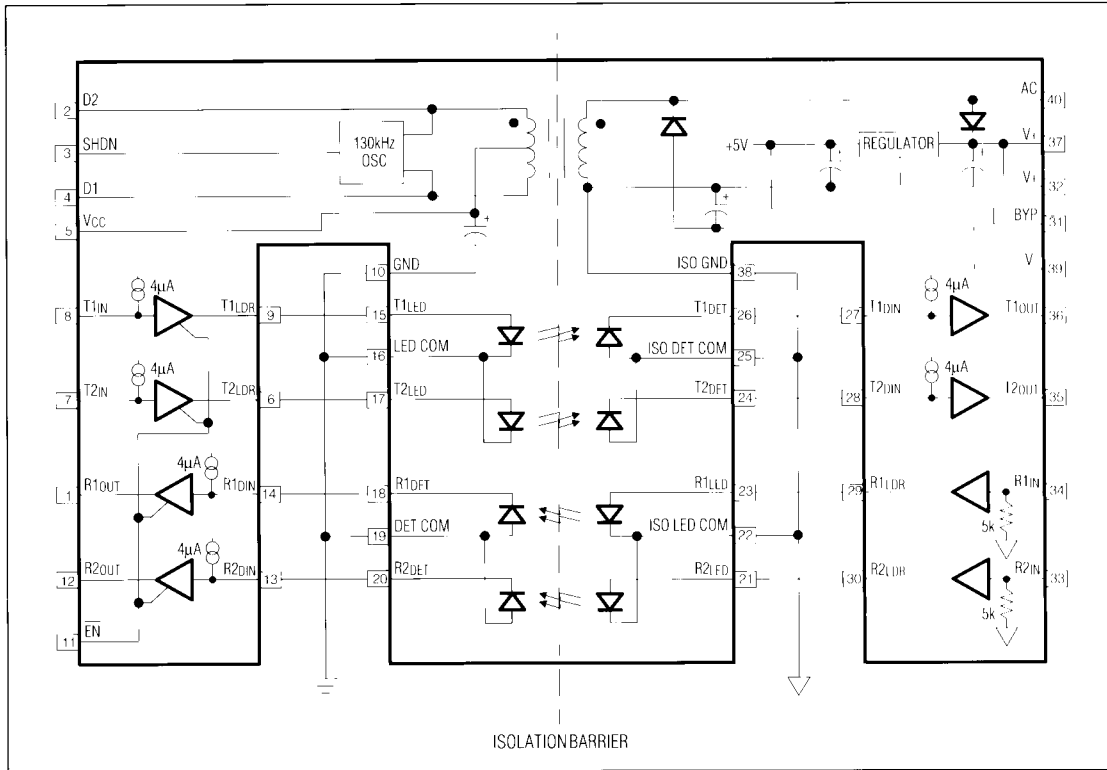 D2
2
SHDN
3
D1
4
VCC
5
130kHz
OSC
+
+5V
+
+
REGULATOR
+
AC
40
V+
37
V+
32
BYP
31
V
39
GND
10
ISO GND
38
T1IN
8
4µA
T1LDR
9
T1LED
15
LED COM
16
T1DET
26
ISO DET COM
25
T1DIN
27
4µA
T1OUT
36
T2IN
7
4µA
T2LDR
6
T2LED
17
T2DET
24
T2DIN
28
4µA
T2OUT
35
R1OUT
1
4µA
R1DIN
14
R1DET
18
DET COM
19
R1LED
23
ISO LED COM
22
R1LDR
29
R1IN
34
5k
R2OUT
12
4µA
R2DIN
13
R2DET
20
R2LED
21
R2LDR
30
R2IN
33
5k
EN
11
ISOLATION BARRIER